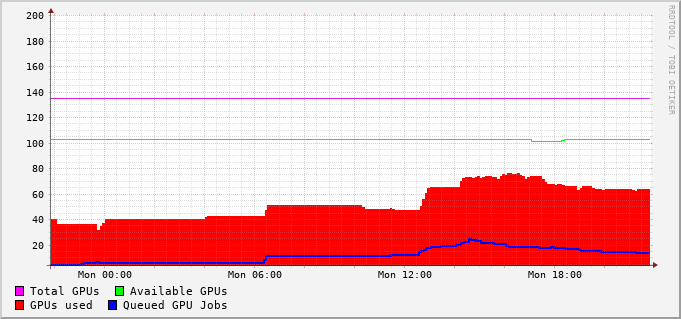 200
180
160
140
120
100
80
60
40
20
Mon 00:00 Mon 06:00 Mon 12:00 Mon 18:00
Total GPUs Available GPUs
GPUs used Queued GPU Jobs
RRDTOOL / TOBI OETIKER